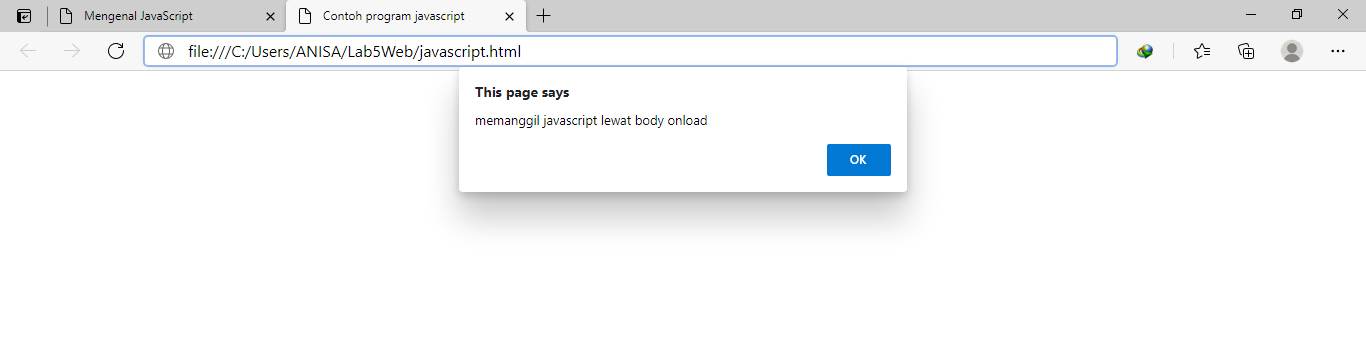 Mengenal JavaScript
Contoh program javascript
file:///C:/Users/ANISA/Lab5Web/javascript.html
This page says
memanggil javascript lewat body onload
OK